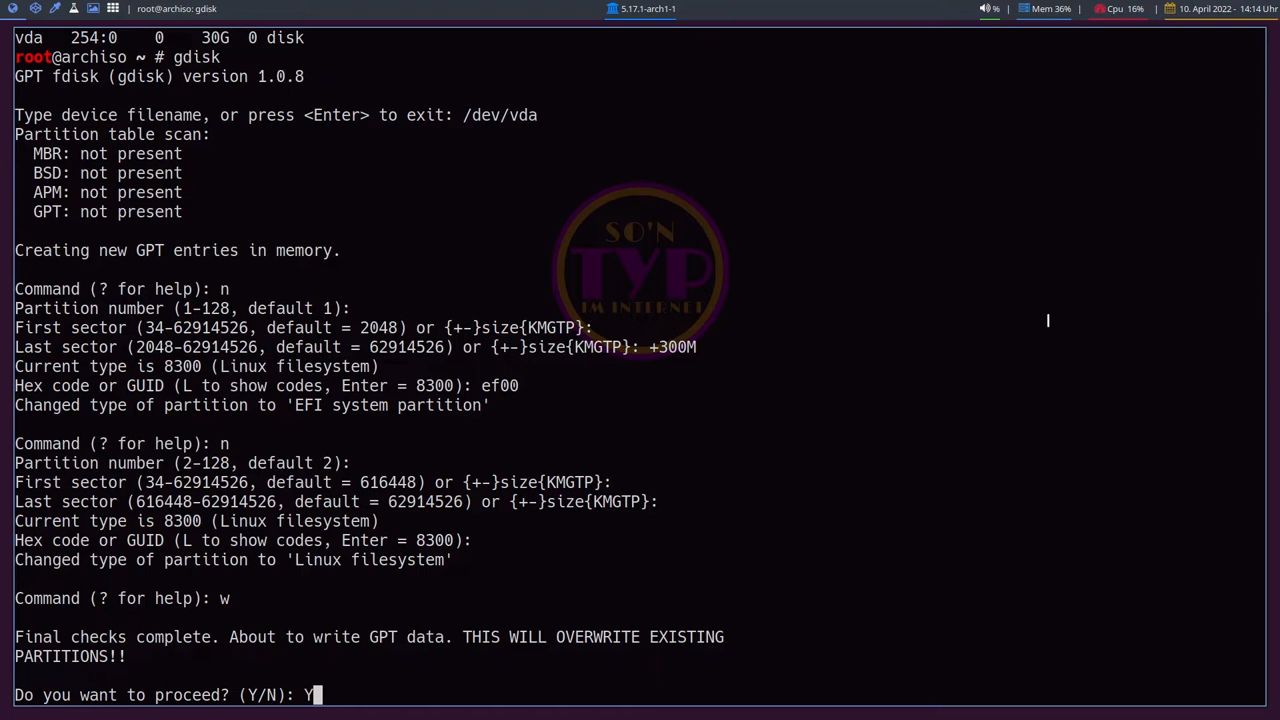 root@archiso: gdisk
5.17.1-arch1-1
%
Mem 36%
Cpu 16%
10. April 2022 - 14:14 Uhr
vda 254:0 0 30G 0 disk
root@archiso ~ # gdisk
GPT fdisk (gdisk) version 1.0.8
Type device filename, or press <Enter> to exit: /dev/vda
Partition table scan:
MBR: not present
BSD: not present
APM: not present
GPT: not present
Creating new GPT entries in memory.
Command (? for help): n
Partition number (1-128, default 1):
First sector (34-62914526, default = 2048) or {+-}size{KMGTP}:
Last sector (2048-62914526, default = 62914526) or {+-}size{KMGTP}: +300M
Current type is 8300 (Linux filesystem)
Hex code or GUID (L to show codes, Enter = 8300): ef00
Changed type of partition to 'EFI system partition'
Command (? for help): n
Partition number (2-128, default 2):
First sector (34-62914526, default = 616448) or {+-}size{KMGTP}:
Last sector (616448-62914526, default = 62914526) or {+-}size{KMGTP}:
Current type is 8300 (Linux filesystem)
Hex code or GUID (L to show codes, Enter = 8300):
Changed type of partition to 'Linux filesystem'
Command (? for help): w
Final checks complete. About to write GPT data. THIS WILL OVERWRITE EXISTING
PARTITIONS!!
Do you want to proceed? (Y/N): Y
SO'N
TYP
IM INTERNET